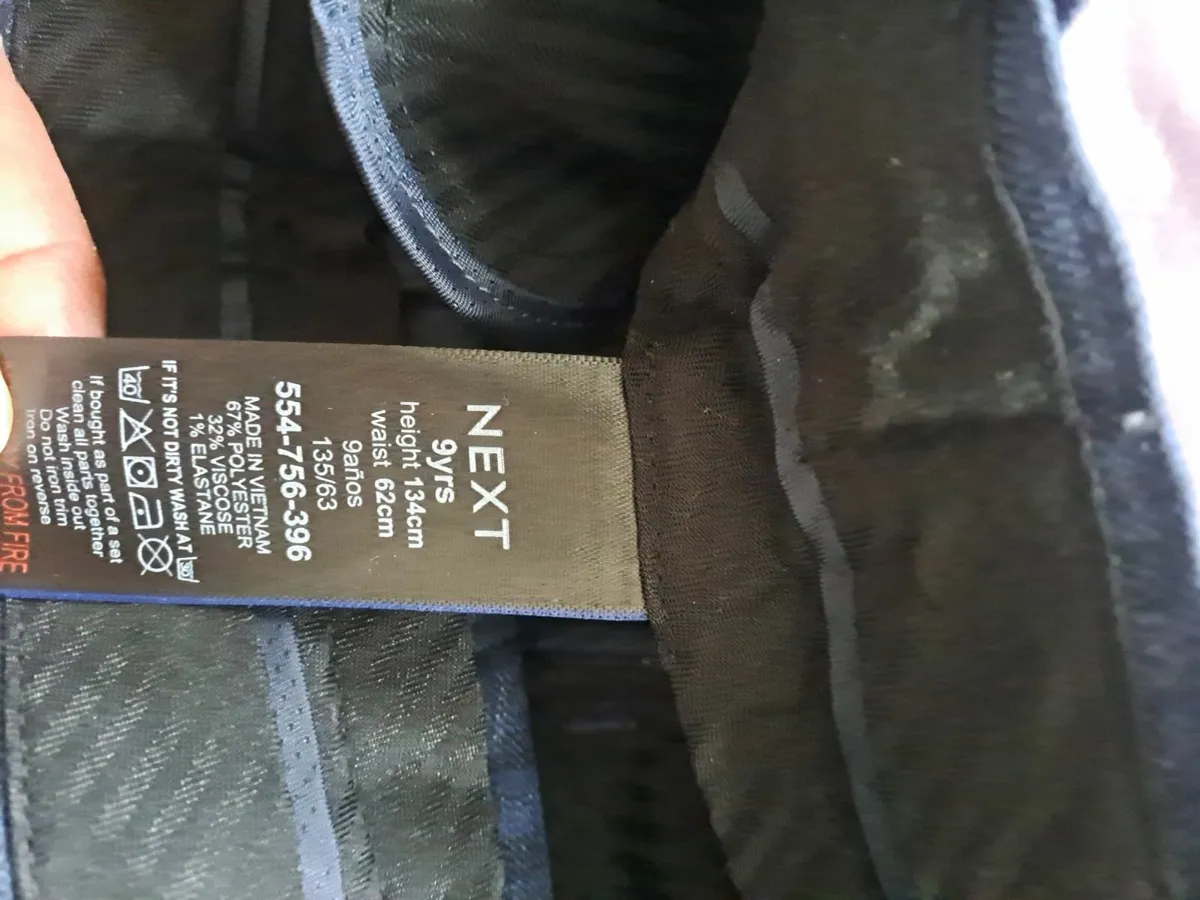 NEXT
9yrs
height 134cm
waist 62cm
9años
135/63
554-756-396
MADE IN VIETNAM
67% POLYESTER
32% VISCOSE
1% ELASTANE
IF IT'S NOT DIRTY WASH AT 30
40
If bought as part of a set
clean all parts together
Wash inside out
Do not iron trim
Iron on reverse
FROM FIRE